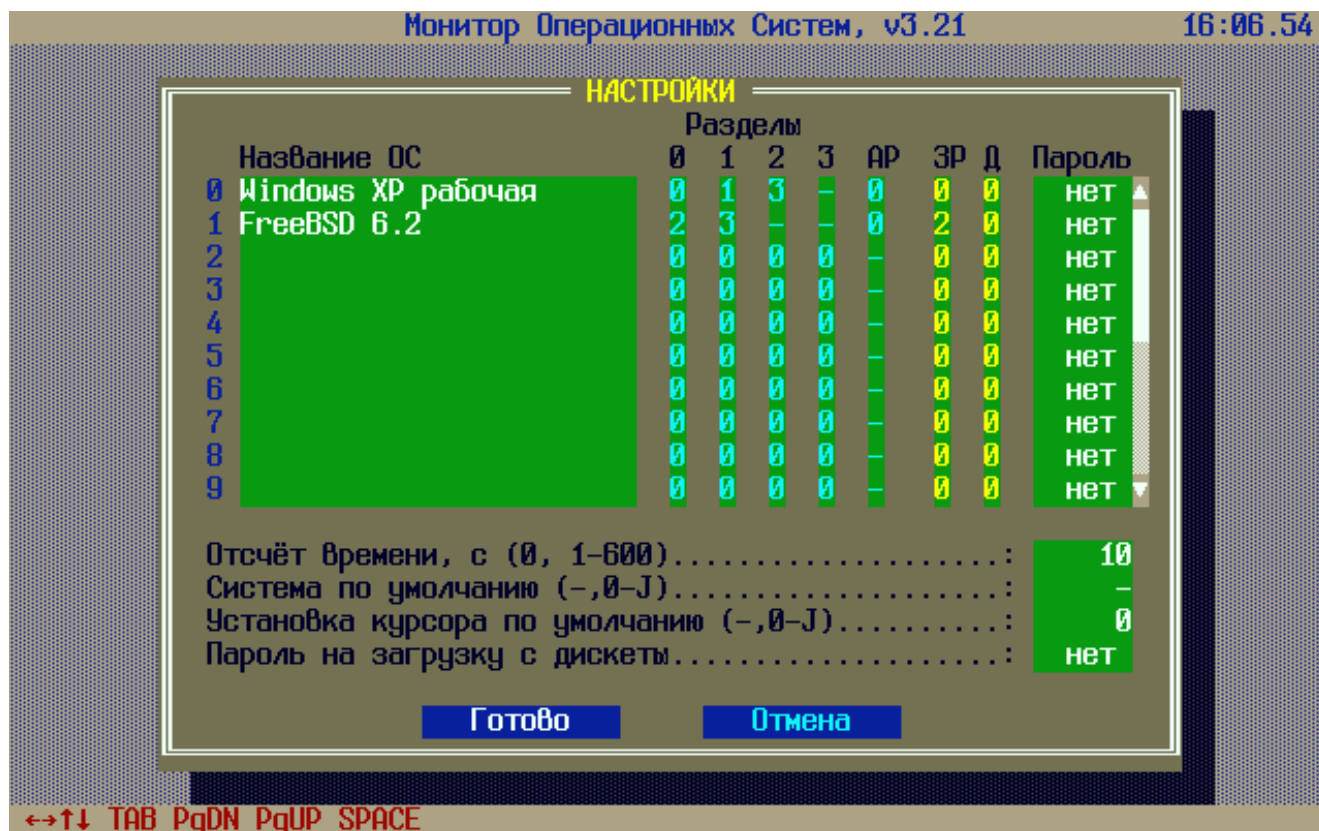 Монитор Операционных Систем, v3.21 16:06.54
НАСТРОЙКИ
Разделы
Название ОС 0 1 2 3 АР ЗР Д Пароль
0 Windows XP рабочая 0 1 3 - 0 0 0 нет
1 FreeBSD 6.2 2 3 - - 0 2 0 нет
2 0 0 0 0 - 0 0 нет
3 0 0 0 0 - 0 0 нет
4 0 0 0 0 - 0 0 нет
5 0 0 0 0 - 0 0 нет
6 0 0 0 0 - 0 0 нет
7 0 0 0 0 - 0 0 нет
8 0 0 0 0 - 0 0 нет
9 0 0 0 0 - 0 0 нет
Отсчёт времени, с (0, 1-600)....................: 10
Система по умолчанию (-,0-J)....................: -
Установка курсора по умолчанию (-,0-J)..........: 0
Пароль на загрузку с дискеты....................: нет
Готово Отмена
←→↑↓ TAB PgDN PgUP SPACE